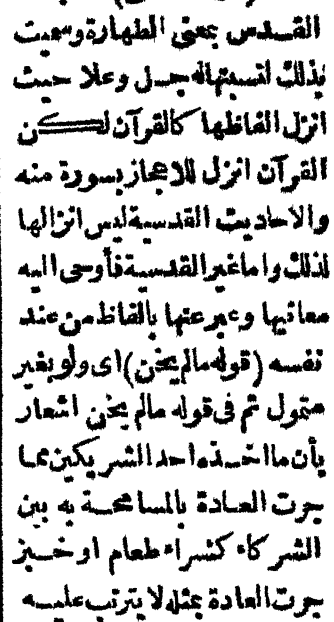 القدس بمعنى الطهارة وسميت
بذلك لنسبتها له جل وعلا حيث
انزل الفاظها كالقرآن لكن
القرآن انزل للاعجاز بسورة منه
والاحاديث القدسية ليس انزالها
لذلك واما غير القدسية فأوحى اليه
معانيها وعبر عنها بألفاظ من عند
نفسه (قوله مالم يخن) اى ولو بغير
متمول ثم فى قوله مالم يخن اشعار
بأن ما اخذه احد الشريكين مما
جرت العادة بالمسامحة به بين
الشركاء كشراء طعام او خبز
جرت العادة بمثله لا يترتب عليه